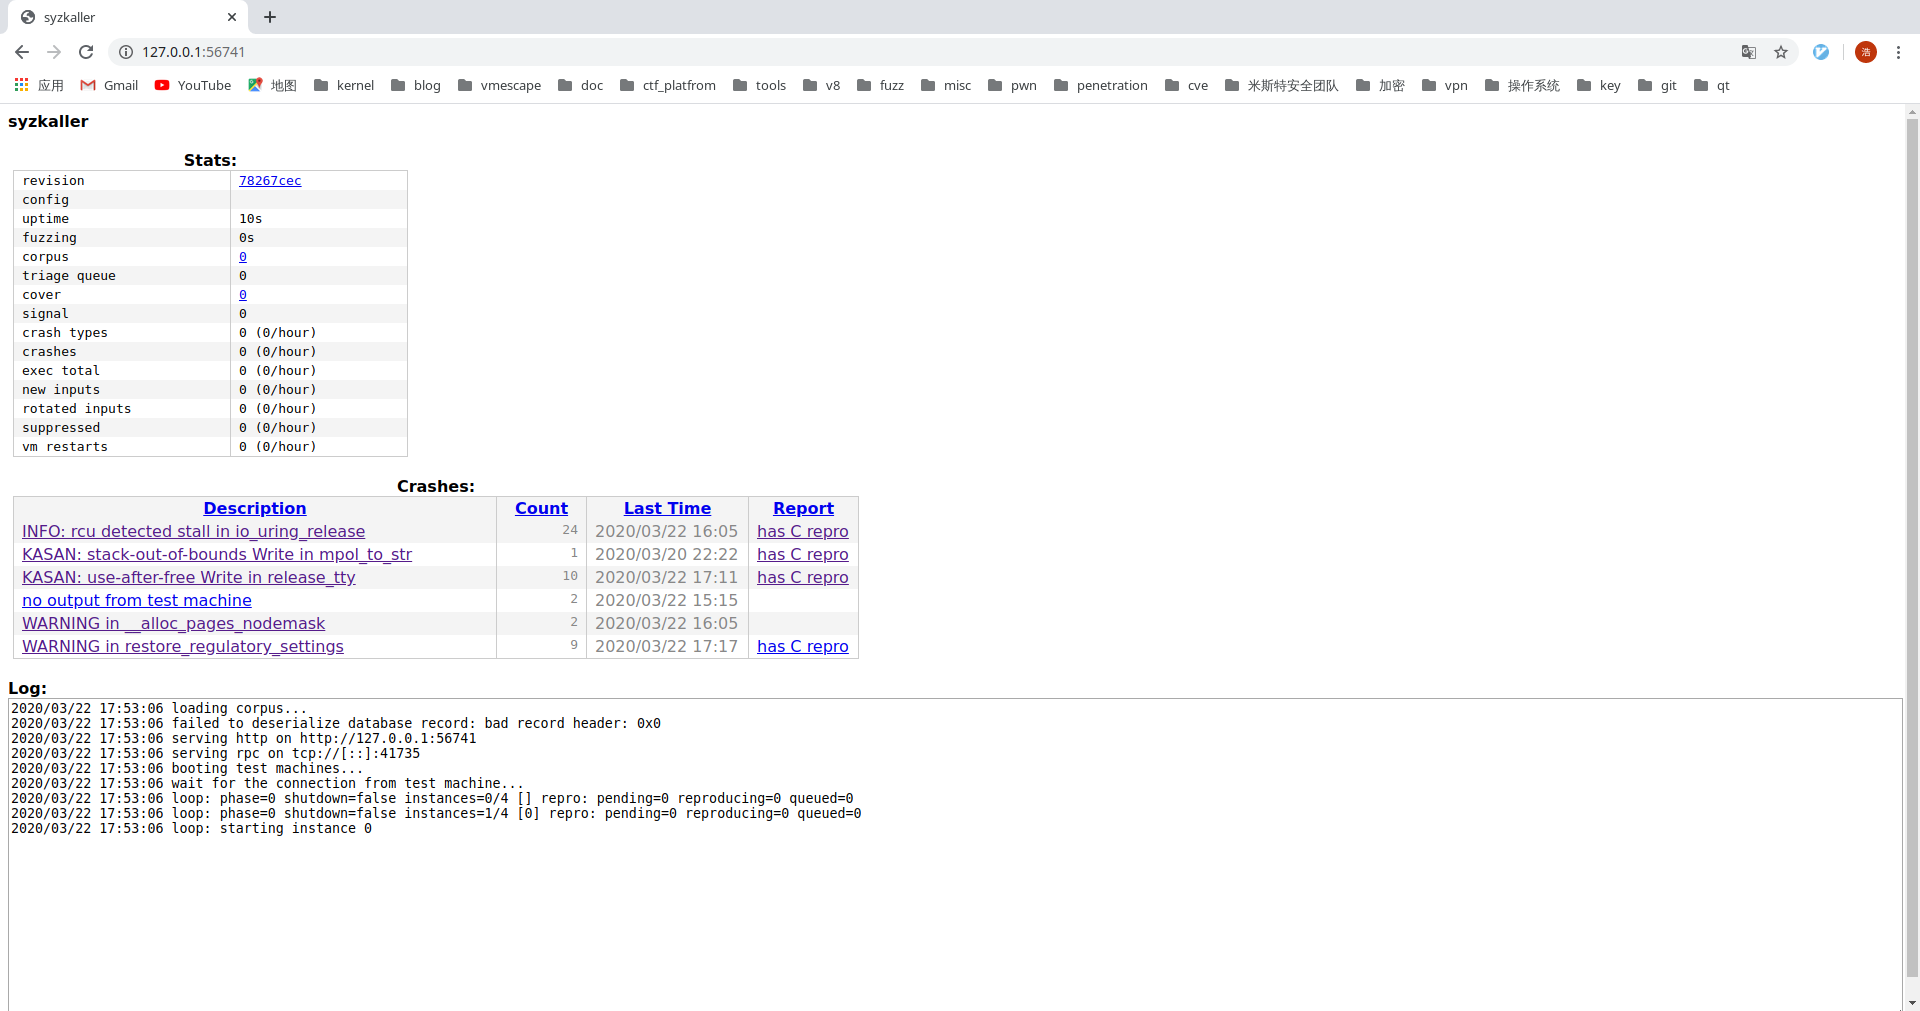 syzkaller
127.0.0.1:56741
浩
应用 Gmail YouTube 地图 kernel blog vmescape doc ctf_platfrom tools v8 fuzz misc pwn penetration cve 米斯特安全团队 加密 vpn 操作系统 key git qt
syzkaller
Stats:
revision 78267cec
config
uptime 10s
fuzzing 0s
corpus 0
triage queue 0
cover 0
signal 0
crash types 0 (0/hour)
crashes 0 (0/hour)
exec total 0 (0/hour)
new inputs 0 (0/hour)
rotated inputs 0 (0/hour)
suppressed 0 (0/hour)
vm restarts 0 (0/hour)
Crashes:
Description Count Last Time Report
INFO: rcu detected stall in io_uring_release 24 2020/03/22 16:05 has C repro
KASAN: stack-out-of-bounds Write in mpol_to_str 1 2020/03/20 22:22 has C repro
KASAN: use-after-free Write in release_tty 10 2020/03/22 17:11 has C repro
no output from test machine 2 2020/03/22 15:15
WARNING in __alloc_pages_nodemask 2 2020/03/22 16:05
WARNING in restore_regulatory_settings 9 2020/03/22 17:17 has C repro
Log:
2020/03/22 17:53:06 loading corpus...
2020/03/22 17:53:06 failed to deserialize database record: bad record header: 0x0
2020/03/22 17:53:06 serving http on http://127.0.0.1:56741
2020/03/22 17:53:06 serving rpc on tcp://[::]:41735
2020/03/22 17:53:06 booting test machines...
2020/03/22 17:53:06 wait for the connection from test machine...
2020/03/22 17:53:06 loop: phase=0 shutdown=false instances=0/4 [] repro: pending=0 reproducing=0 queued=0
2020/03/22 17:53:06 loop: phase=0 shutdown=false instances=1/4 [0] repro: pending=0 reproducing=0 queued=0
2020/03/22 17:53:06 loop: starting instance 0